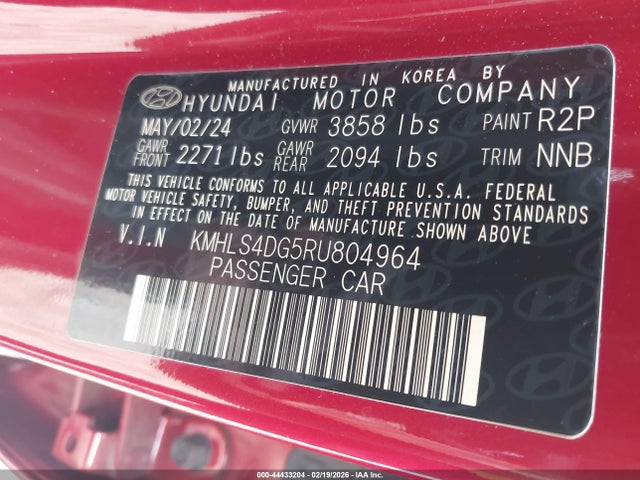 MANUFACTURED IN KOREA BY
HYUNDAI MOTOR COMPANY
MAY/02/24 GVWR 3858 lbs PAINT R2P
GAWR FRONT 2271 lbs GAWR REAR 2094 lbs TRIM NNB
THIS VEHICLE CONFORMS TO ALL APPLICABLE U.S.A. FEDERAL
MOTOR VEHICLE SAFETY, BUMPER, AND THEFT PREVENTION STANDARDS
IN EFFECT ON THE DATE OF MANUFACTURE SHOWN ABOVE
V.I.N KMHLS4DG5RU804964
PASSENGER CAR
000-44433204 - 02/19/2026 - IAA Inc.